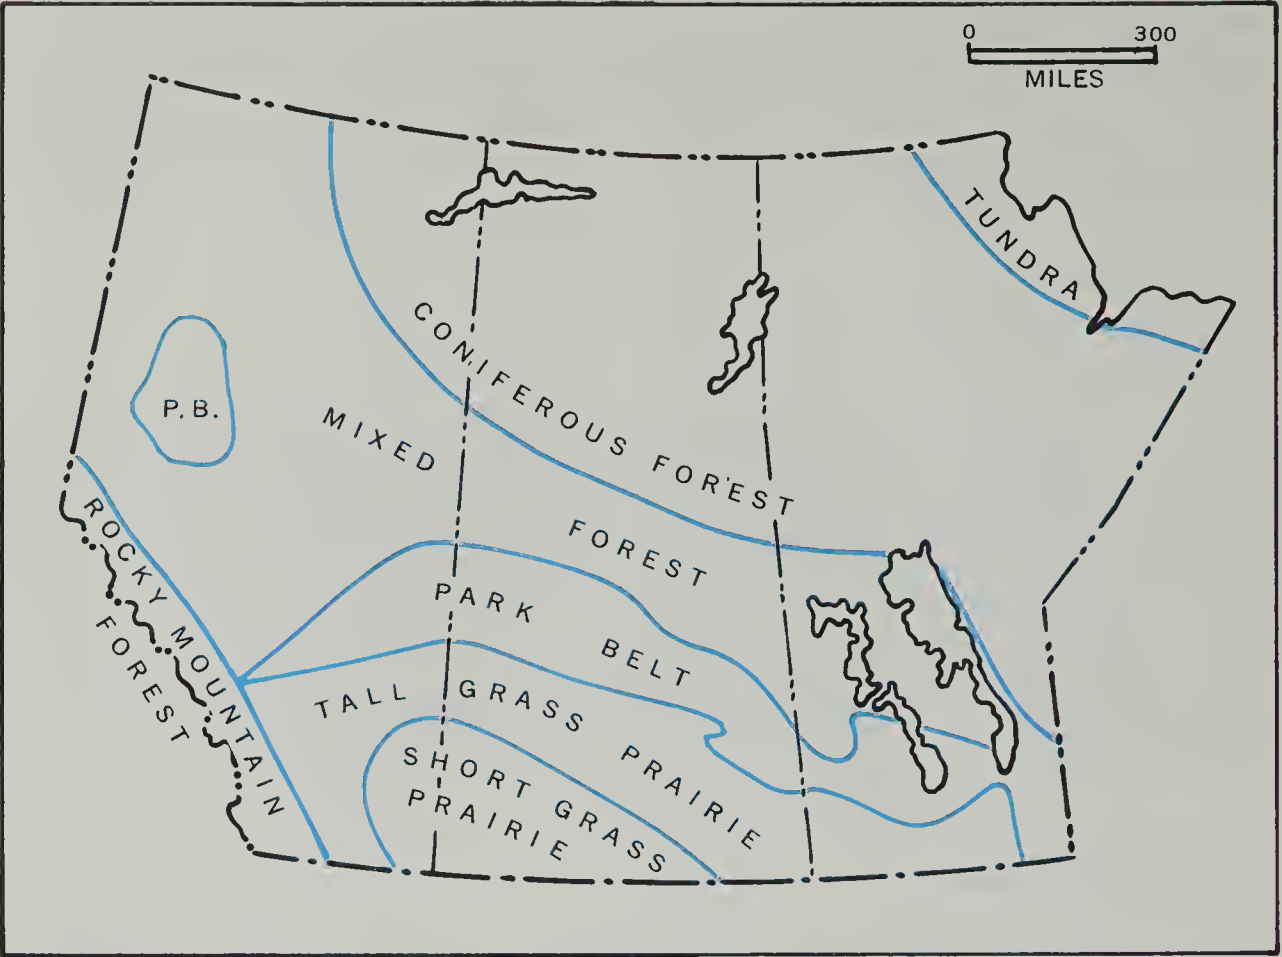 0 300
MILES
TUNDRA
CONIFEROUS FOREST
P.B.
MIXED
FOREST
ROCKY MOUNTAIN
FOREST
PARK
BELT
TALL GRASS PRAIRIE
SHORT GRASS
PRAIRIE